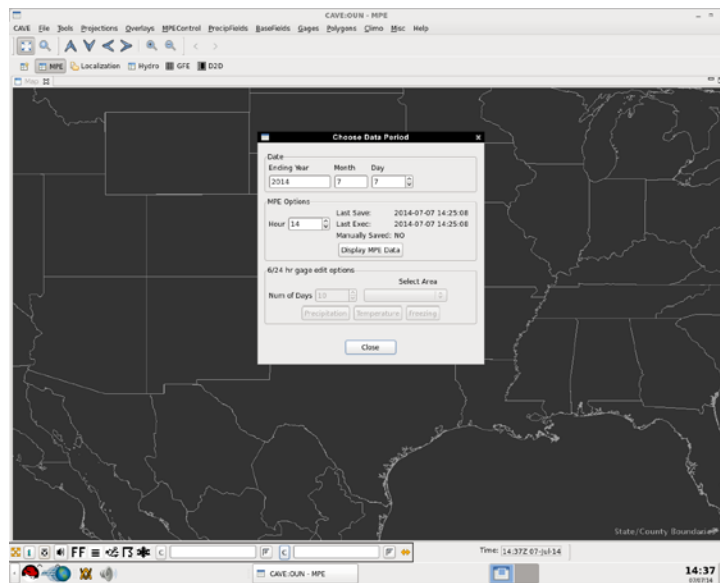 CAVE:OUN - MPE
CAVE File Tools Projections Overlays MPEControl PrecipFields BaseFields Gages Polygons Climo Misc Help
MPE Localization Hydro GFE D2D
Map
Choose Data Period
Date
Ending Year Month Day
2014 7 7
MPE Options
Last Save: 2014-07-07 14:25:08
Hour 14 Last Exec: 2014-07-07 14:25:08
Manually Saved: NO
Display MPE Data
6/24 hr gage edit options
Select Area
Num of Days 10
Precipitation Temperature Freezing
Close
State/County Boundaries
FF C C Time: 14:37Z 07-Jul-14
CAVE:OUN - MPE 14:37